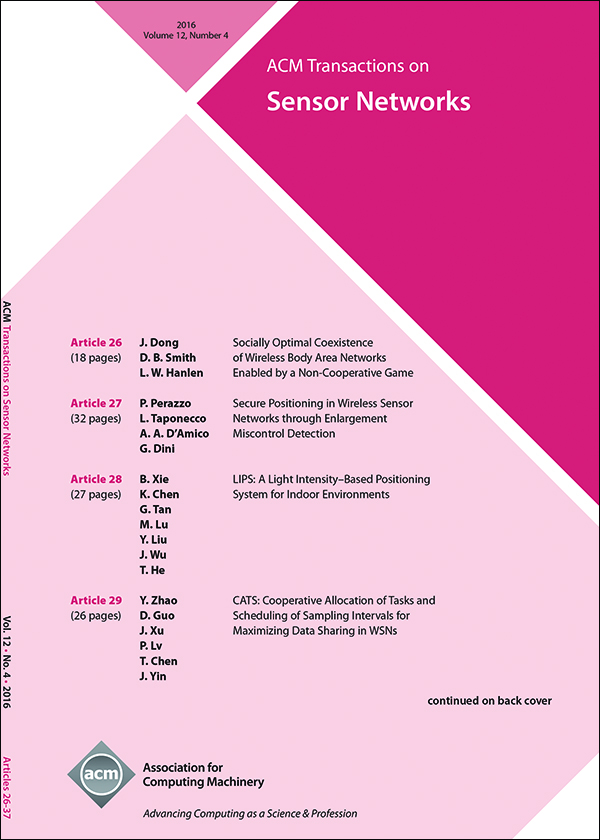 2016
Volume 12, Number 4
ACM Transactions on
Sensor Networks
Article 26
(18 pages)
J. Dong
D. B. Smith
L. W. Hanlen
Socially Optimal Coexistence
of Wireless Body Area Networks
Enabled by a Non-Cooperative Game
Article 27
(32 pages)
P. Perazzo
L. Taponecco
A. A. D’Amico
G. Dini
Secure Positioning in Wireless Sensor
Networks through Enlargement
Miscontrol Detection
Article 28
(27 pages)
B. Xie
K. Chen
G. Tan
M. Lu
Y. Liu
J. Wu
T. He
LIPS: A Light Intensity–Based Positioning
System for Indoor Environments
Article 29
(26 pages)
Y. Zhao
D. Guo
J. Xu
P. Lv
T. Chen
J. Yin
CATS: Cooperative Allocation of Tasks and
Scheduling of Sampling Intervals for
Maximizing Data Sharing in WSNs
continued on back cover
acm
Association for
Computing Machinery
Advancing Computing as a Science & Profession
ACM Transactions on Sensor Networks
Vol. 12 • No. 4 • 2016
Articles 26-37